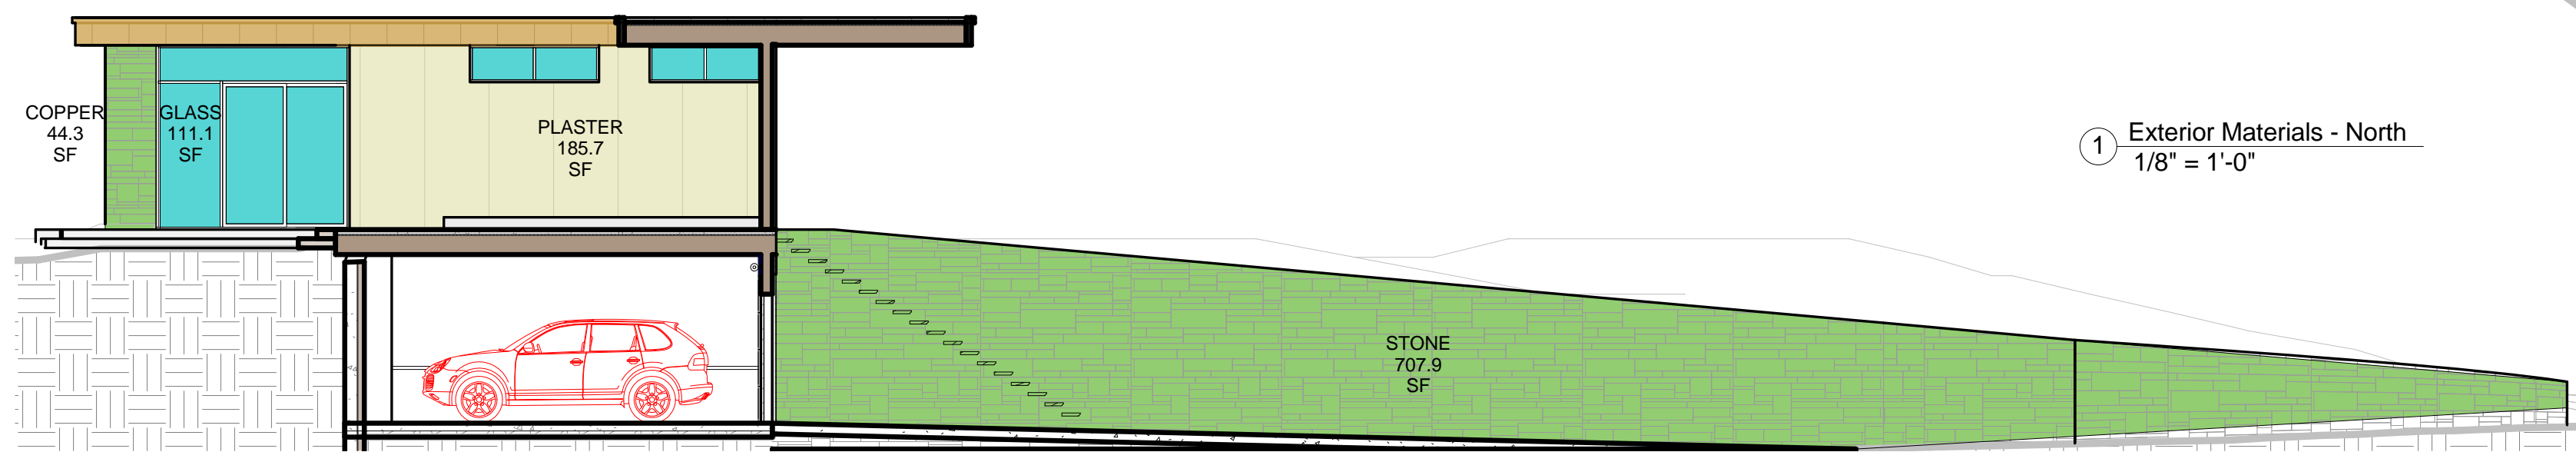 COPPER
44.3
SF
GLASS
111.1
SF
PLASTER
185.7
SF
STONE
707.9
SF
1
Exterior Materials - North
1/8" = 1'-0"